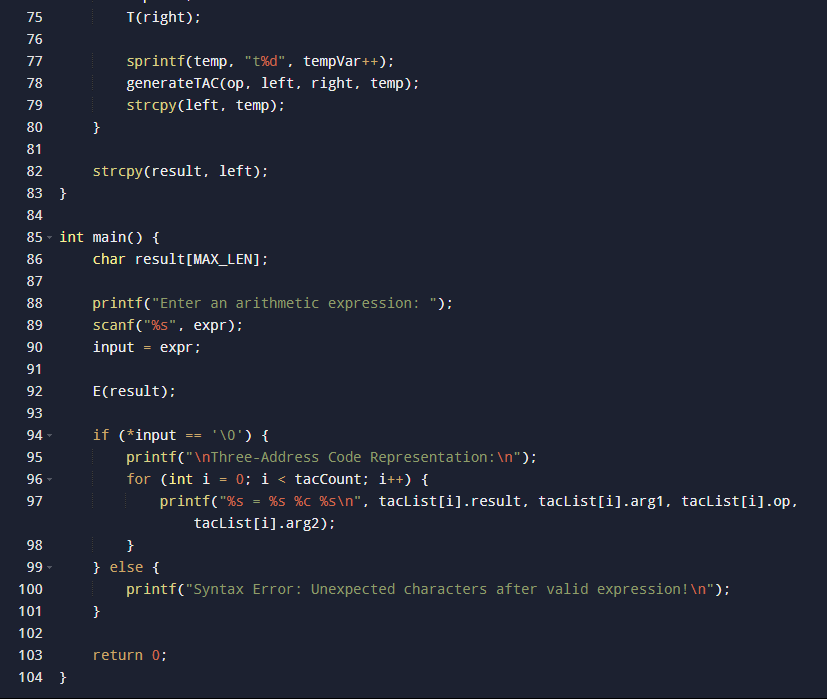 75         T(right);
76
77         sprintf(temp, "t%d", tempVar++);
78         generateTAC(op, left, right, temp);
79         strcpy(left, temp);
80     }
81
82     strcpy(result, left);
83 }
84
85 int main() {
86     char result[MAX_LEN];
87
88     printf("Enter an arithmetic expression: ");
89     scanf("%s", expr);
90     input = expr;
91
92     E(result);
93
94     if (*input == '\0') {
95         printf("\nThree-Address Code Representation:\n");
96         for (int i = 0; i < tacCount; i++) {
97             printf("%s = %s %c %s\n", tacList[i].result, tacList[i].arg1, tacList[i].op,
                tacList[i].arg2);
98         }
99     } else {
100         printf("Syntax Error: Unexpected characters after valid expression!\n");
101     }
102
103     return 0;
104 }